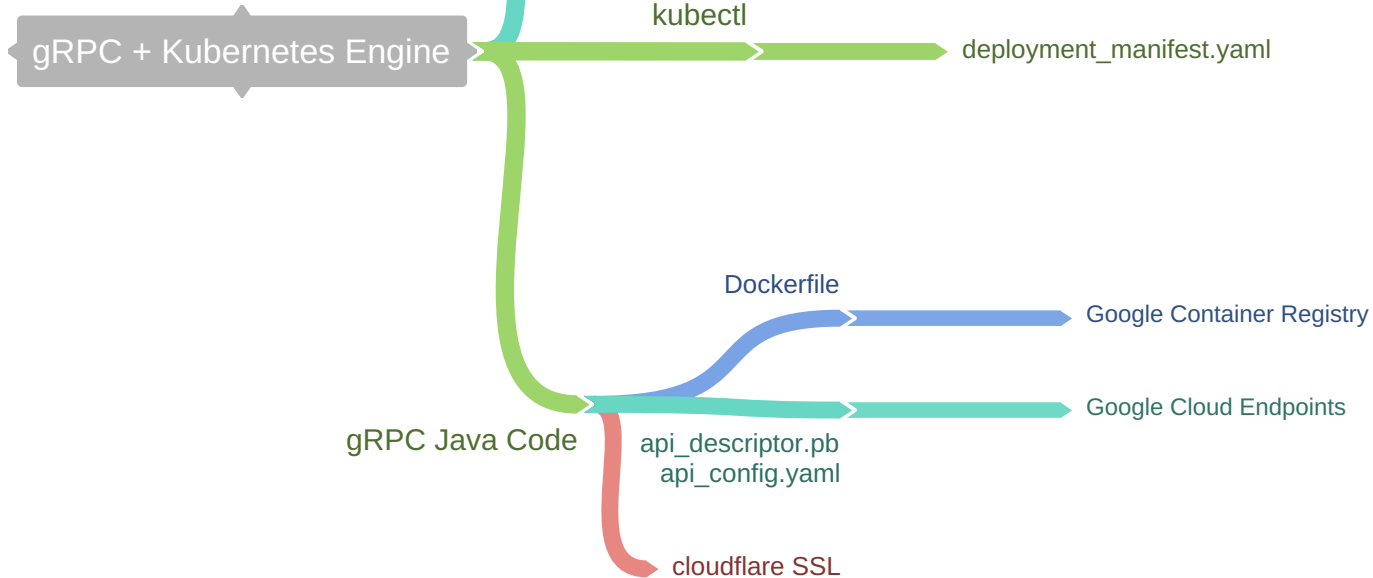 kubectl
gRPC + Kubernetes Engine
deployment_manifest.yaml
Dockerfile
Google Container Registry
Google Cloud Endpoints
gRPC Java Code
api_descriptor.pb
api_config.yaml
cloudflare SSL